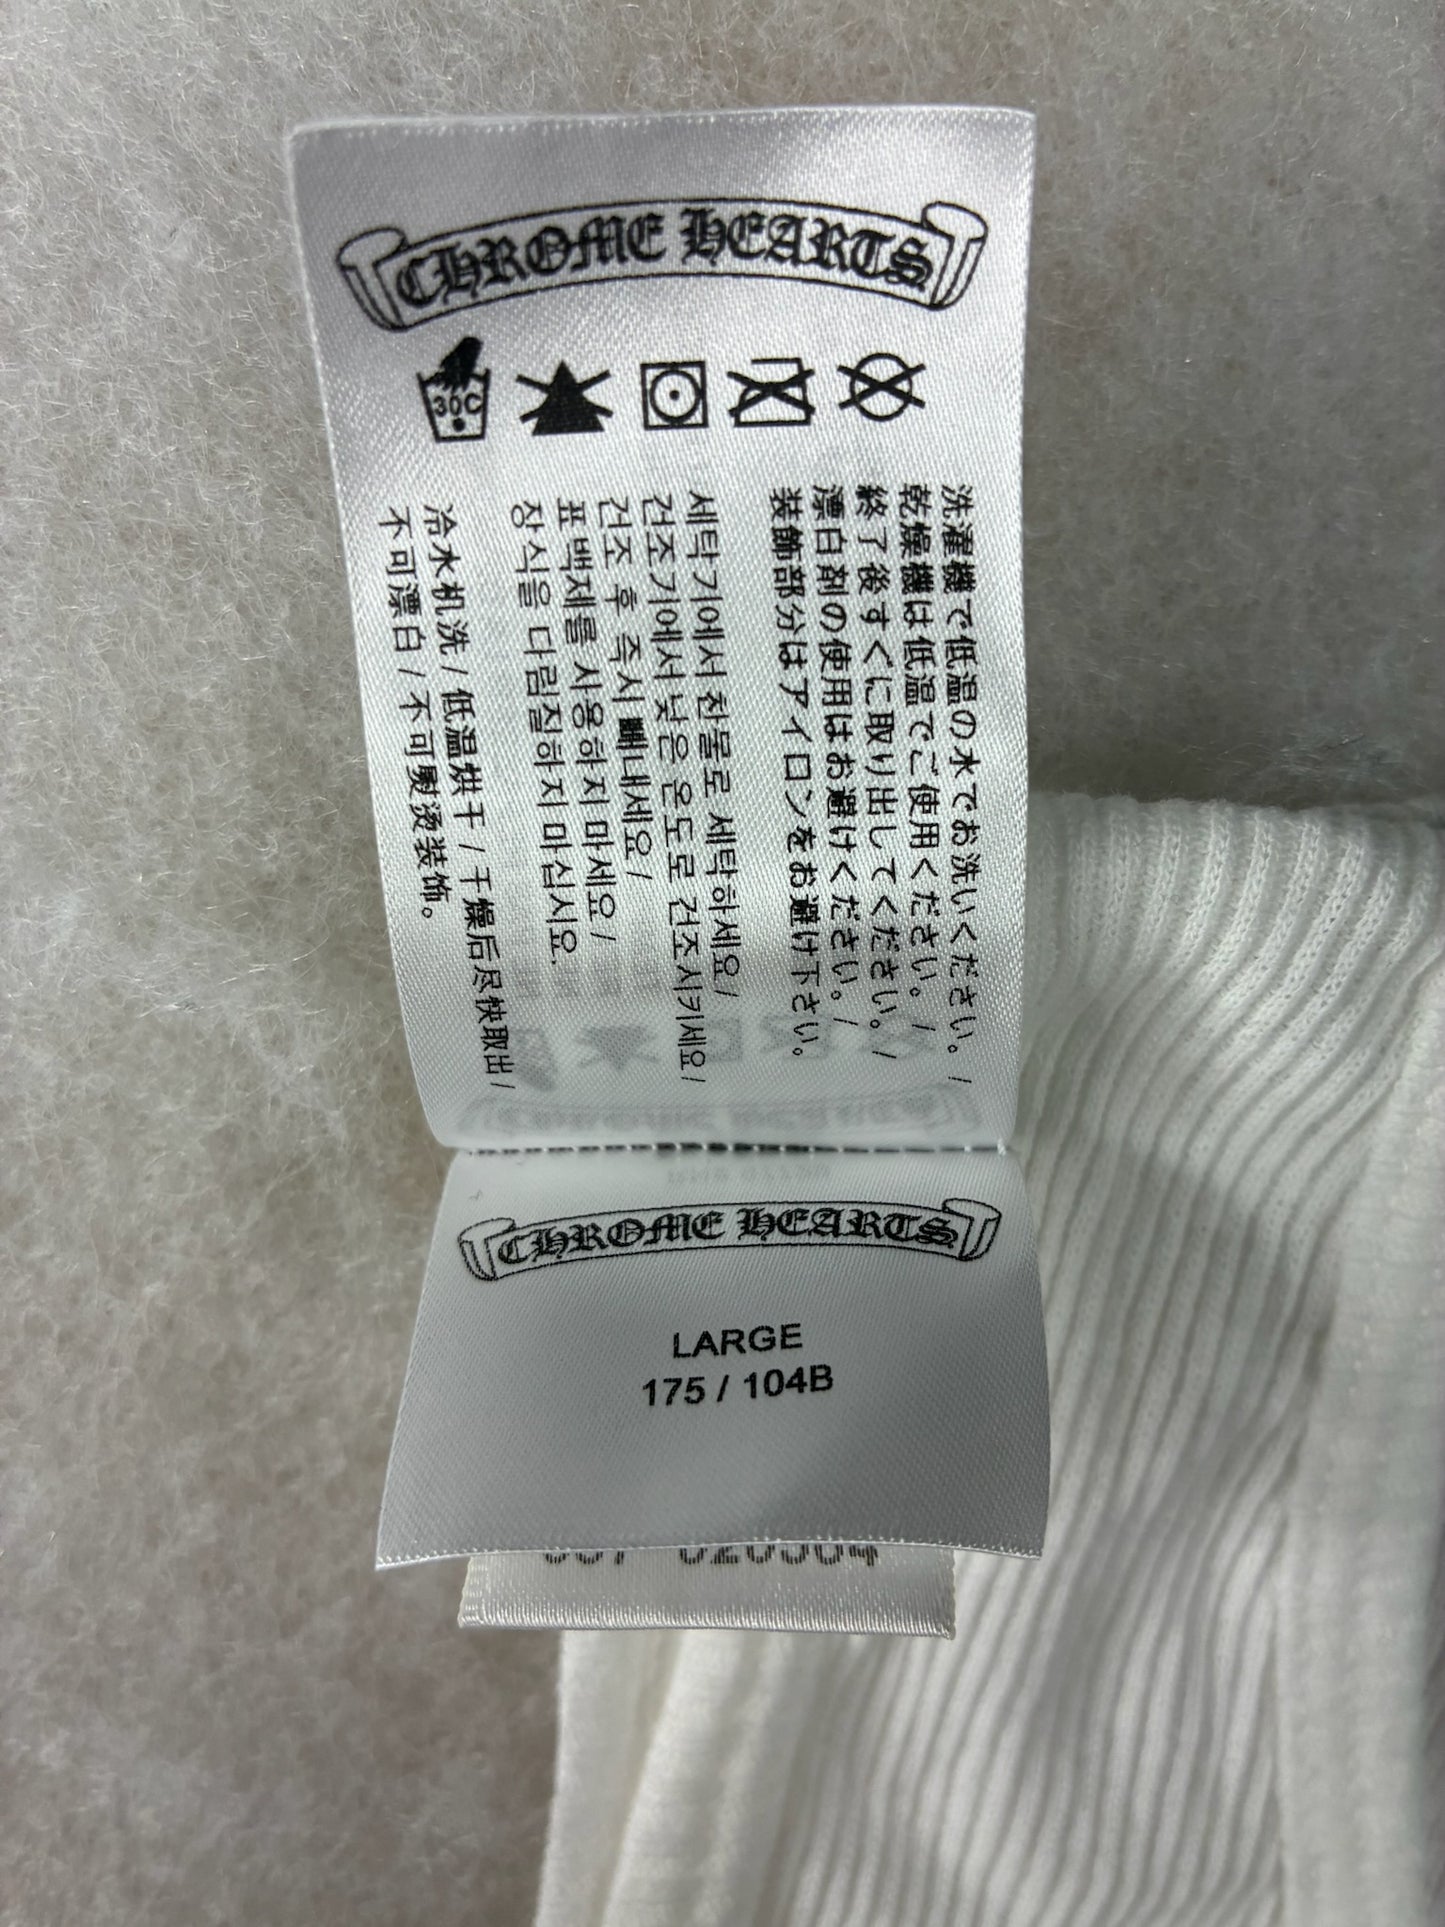 CHROME HEARTS
30C
洗濯機で低温の水でお洗いください。 /
乾燥機は低温でご使用ください。 /
終了後すぐに取り出してください。 /
漂白剤の使用はお避けください。 /
装飾部分はアイロンをお避け下さい。
세탁기에서 찬물로 세탁하세요 /
건조기에서 낮은 온도로 건조시키세요 /
건조 후 즉시 빼내세요 /
표백제를 사용하지 마세요 /
장식을 다림질하지 마십시요.
冷水机洗 / 低温烘干 / 干燥后尽快取出 /
不可漂白 / 不可熨烫装饰。
CHROME HEARTS
LARGE
175 / 104B